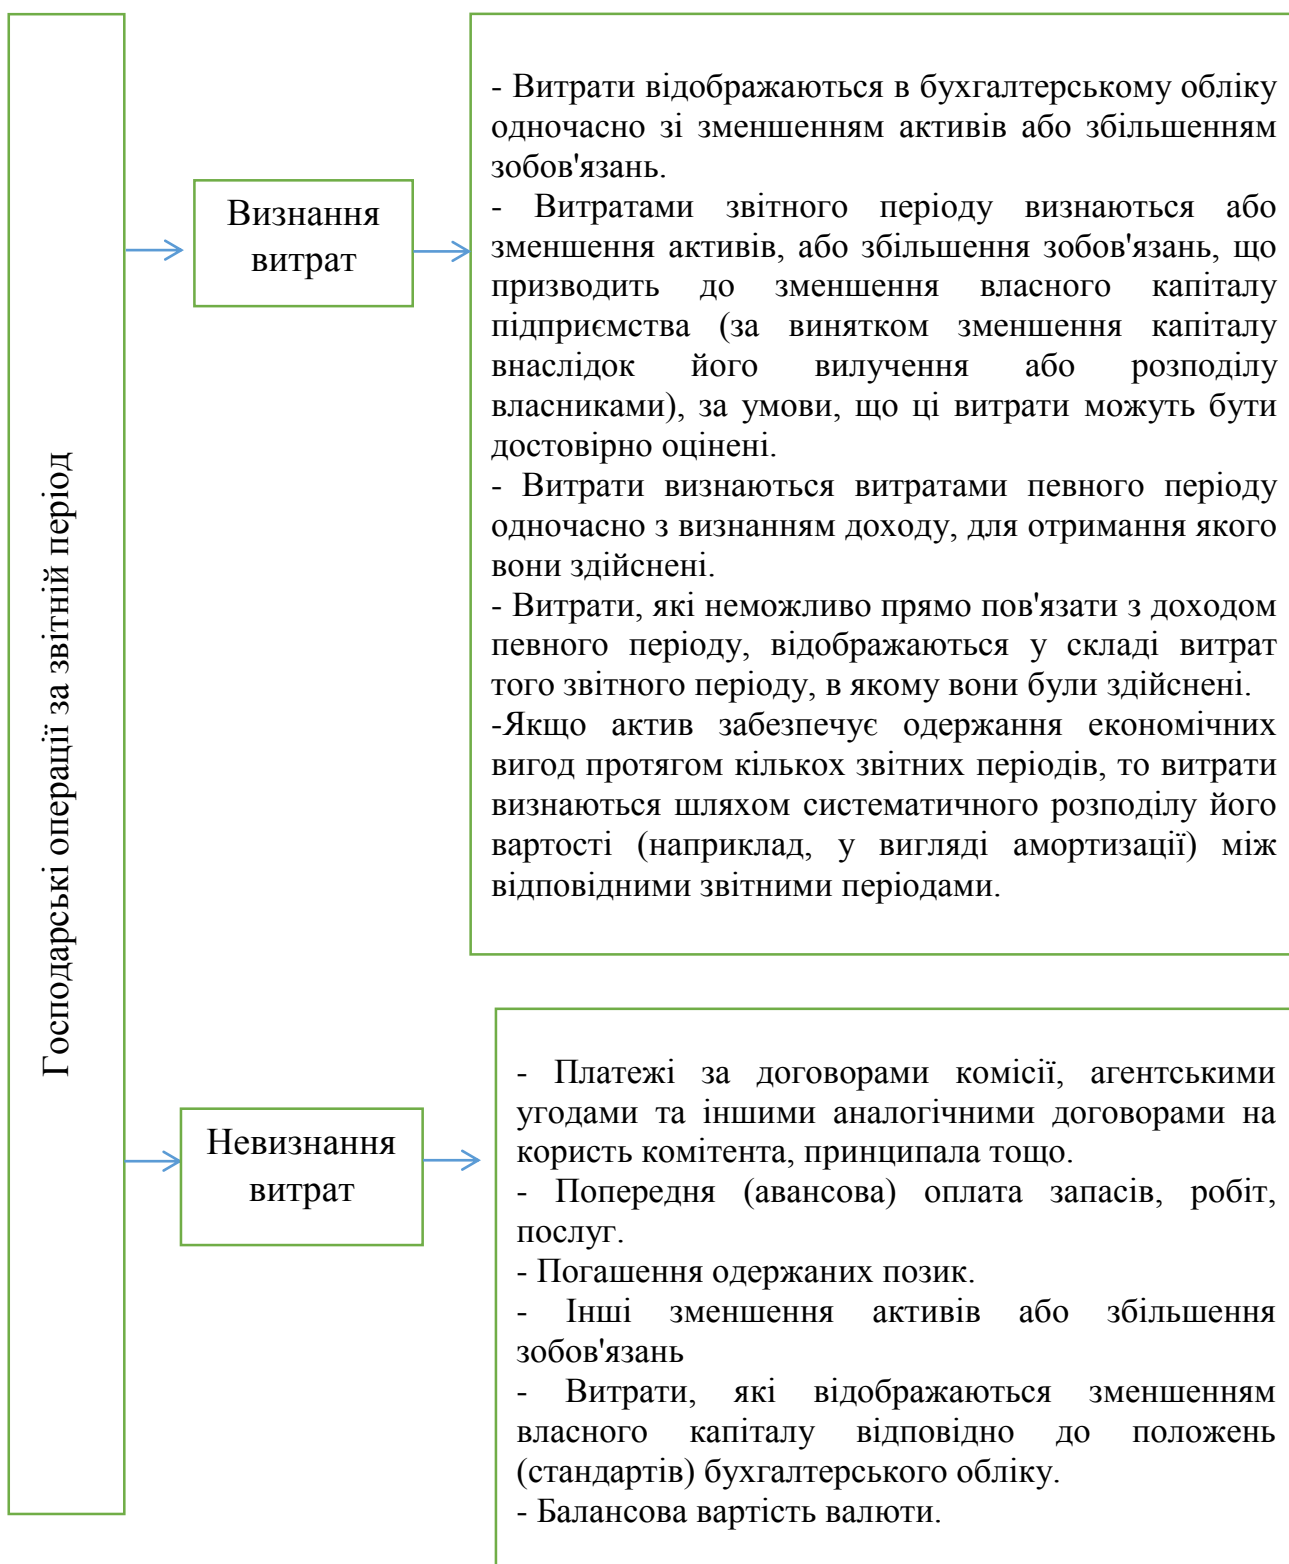 Господарські операції за звітній період
Визнання
витрат
- Витрати відображаються в бухгалтерському обліку
одночасно зі зменшенням активів або збільшенням
зобов'язань.
- Витратами звітного періоду визнаються або
зменшення активів, або збільшення зобов'язань, що
призводить до зменшення власного капіталу
підприємства (за винятком зменшення капіталу
внаслідок його вилучення або розподілу
власниками), за умови, що ці витрати можуть бути
достовірно оцінені.
- Витрати визнаються витратами певного періоду
одночасно з визнанням доходу, для отримання якого
вони здійснені.
- Витрати, які неможливо прямо пов'язати з доходом
певного періоду, відображаються у складі витрат
того звітного періоду, в якому вони були здійснені.
-Якщо актив забезпечує одержання економічних
вигод протягом кількох звітних періодів, то витрати
визнаються шляхом систематичного розподілу його
вартості (наприклад, у вигляді амортизації) між
відповідними звітними періодами.
Невизнання
витрат
- Платежі за договорами комісії, агентськими
угодами та іншими аналогічними договорами на
користь комітента, принципала тощо.
- Попередня (авансова) оплата запасів, робіт,
послуг.
- Погашення одержаних позик.
- Інші зменшення активів або збільшення
зобов'язань
- Витрати, які відображаються зменшенням
власного капіталу відповідно до положень
(стандартів) бухгалтерського обліку.
- Балансова вартість валюти.